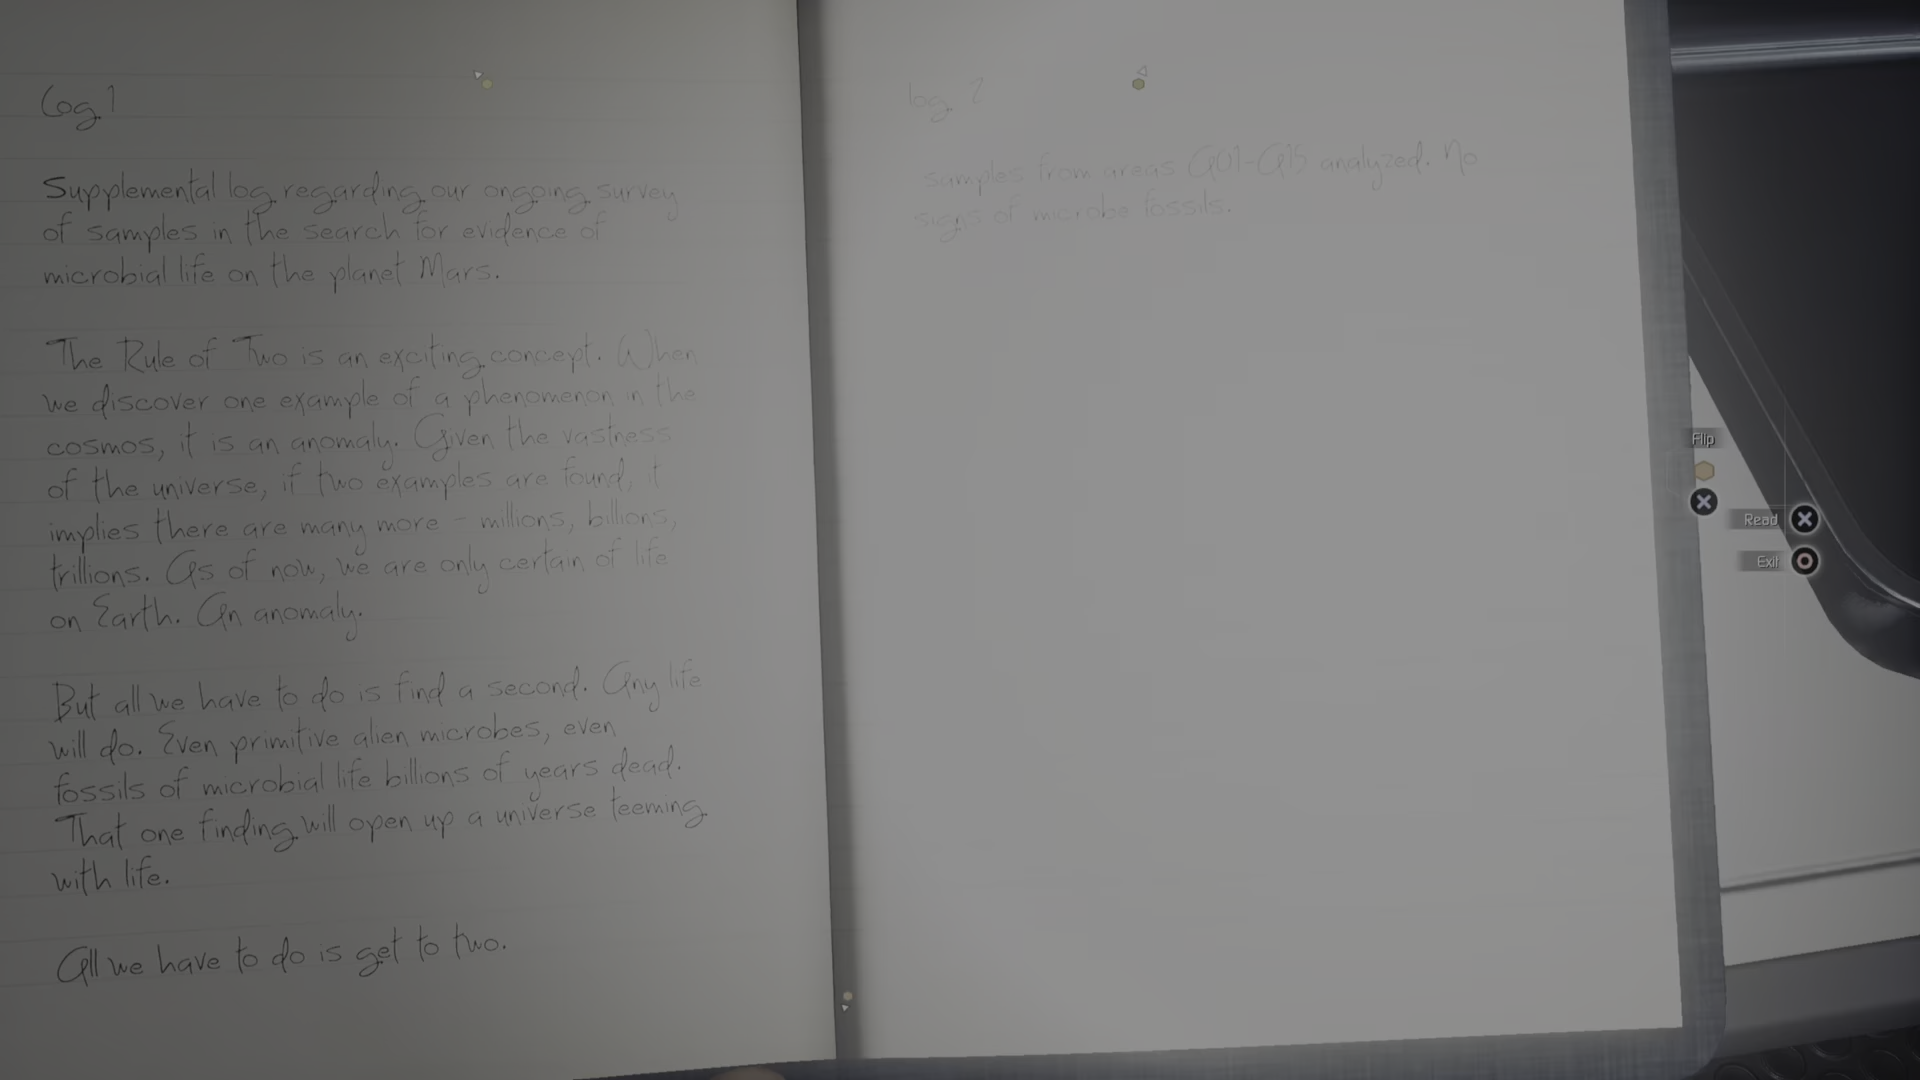 Log 1
Supplemental log regarding our ongoing survey
of samples in the search for evidence of
microbial life on the planet Mars.
The Rule of Two is an exciting concept. When
we discover one example of a phenomenon in the
cosmos, it is an anomaly. Given the vastness
of the universe, if two examples are found, it
implies there are many more - millions, billions,
trillions. As of now, we are only certain of life
on Earth. An anomaly.
But all we have to do is find a second. Any life
will do. Even primitive alien microbes, even
fossils of microbial life billions of years dead.
That one finding will open up a universe teeming
with life.
All we have to do is get to two.
log 2
samples from areas A01-A15 analyzed. No
signs of microbe fossils.
Flip
Read
Exit